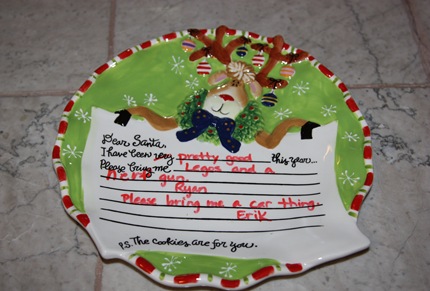 Dear Santa,
I have been very pretty good this year...
Please bring me Legos and a
Nerf gun.
Ryan
Please bring me a car thing.
Erik
P.S. The cookies are for you.